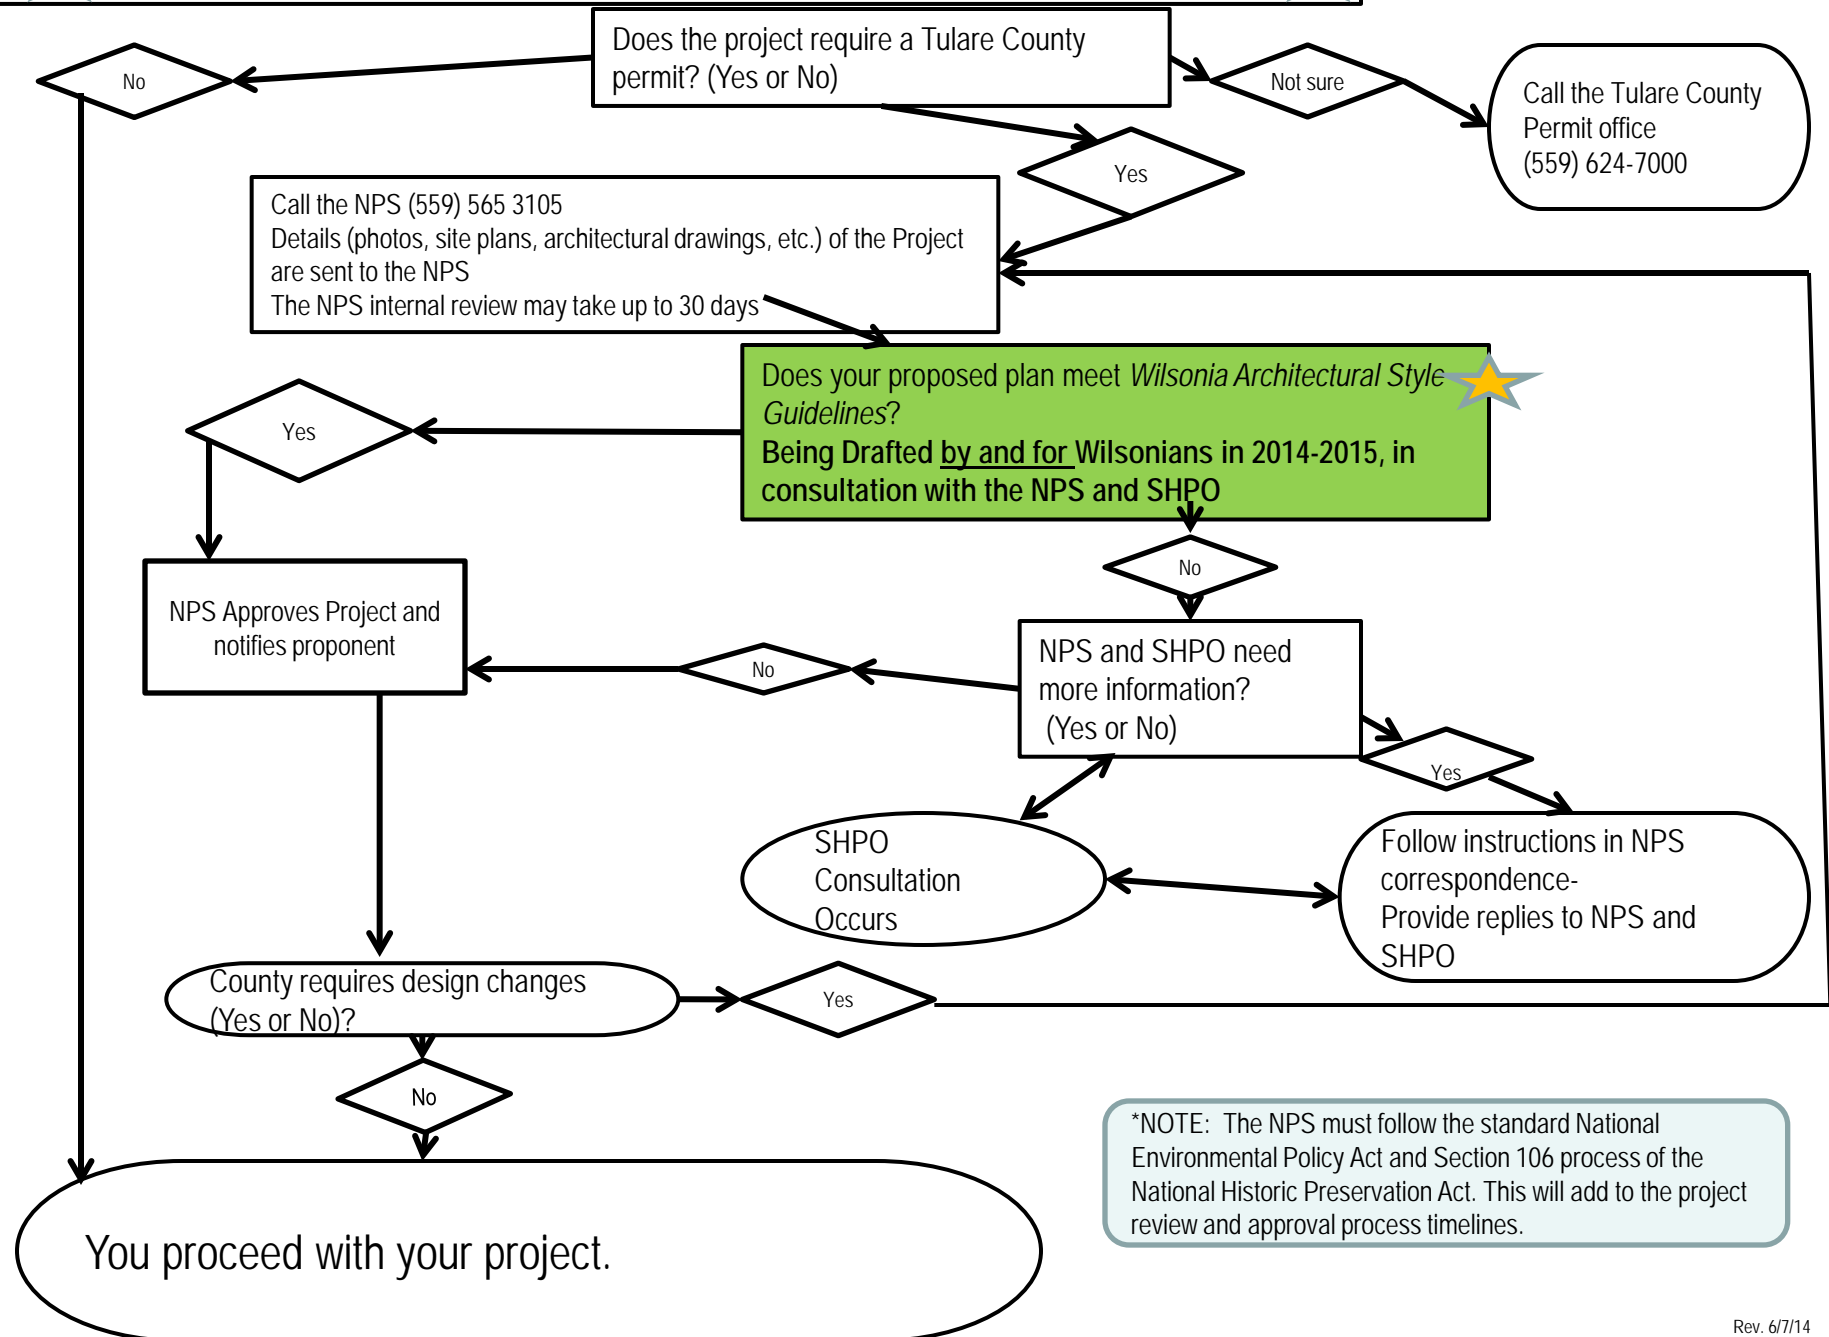 Does the project require a Tulare County
permit? (Yes or No)
No
Not sure
Call the Tulare County
Permit office
(559) 624-7000
Yes
Call the NPS (559) 565 3105
Details (photos, site plans, architectural drawings, etc.) of the Project
are sent to the NPS
The NPS internal review may take up to 30 days
Does your proposed plan meet Wilsonia Architectural Style
Guidelines?
Being Drafted by and for Wilsonians in 2014-2015, in
consultation with the NPS and SHPO
Yes
No
NPS Approves Project and
notifies proponent
No
NPS and SHPO need
more information?
(Yes or No)
Yes
SHPO
Consultation
Occurs
Follow instructions in NPS
correspondence-
Provide replies to NPS and
SHPO
County requires design changes
(Yes or No)?
Yes
No
*NOTE: The NPS must follow the standard National
Environmental Policy Act and Section 106 process of the
National Historic Preservation Act. This will add to the project
review and approval process timelines.
You proceed with your project.
Rev. 6/7/14